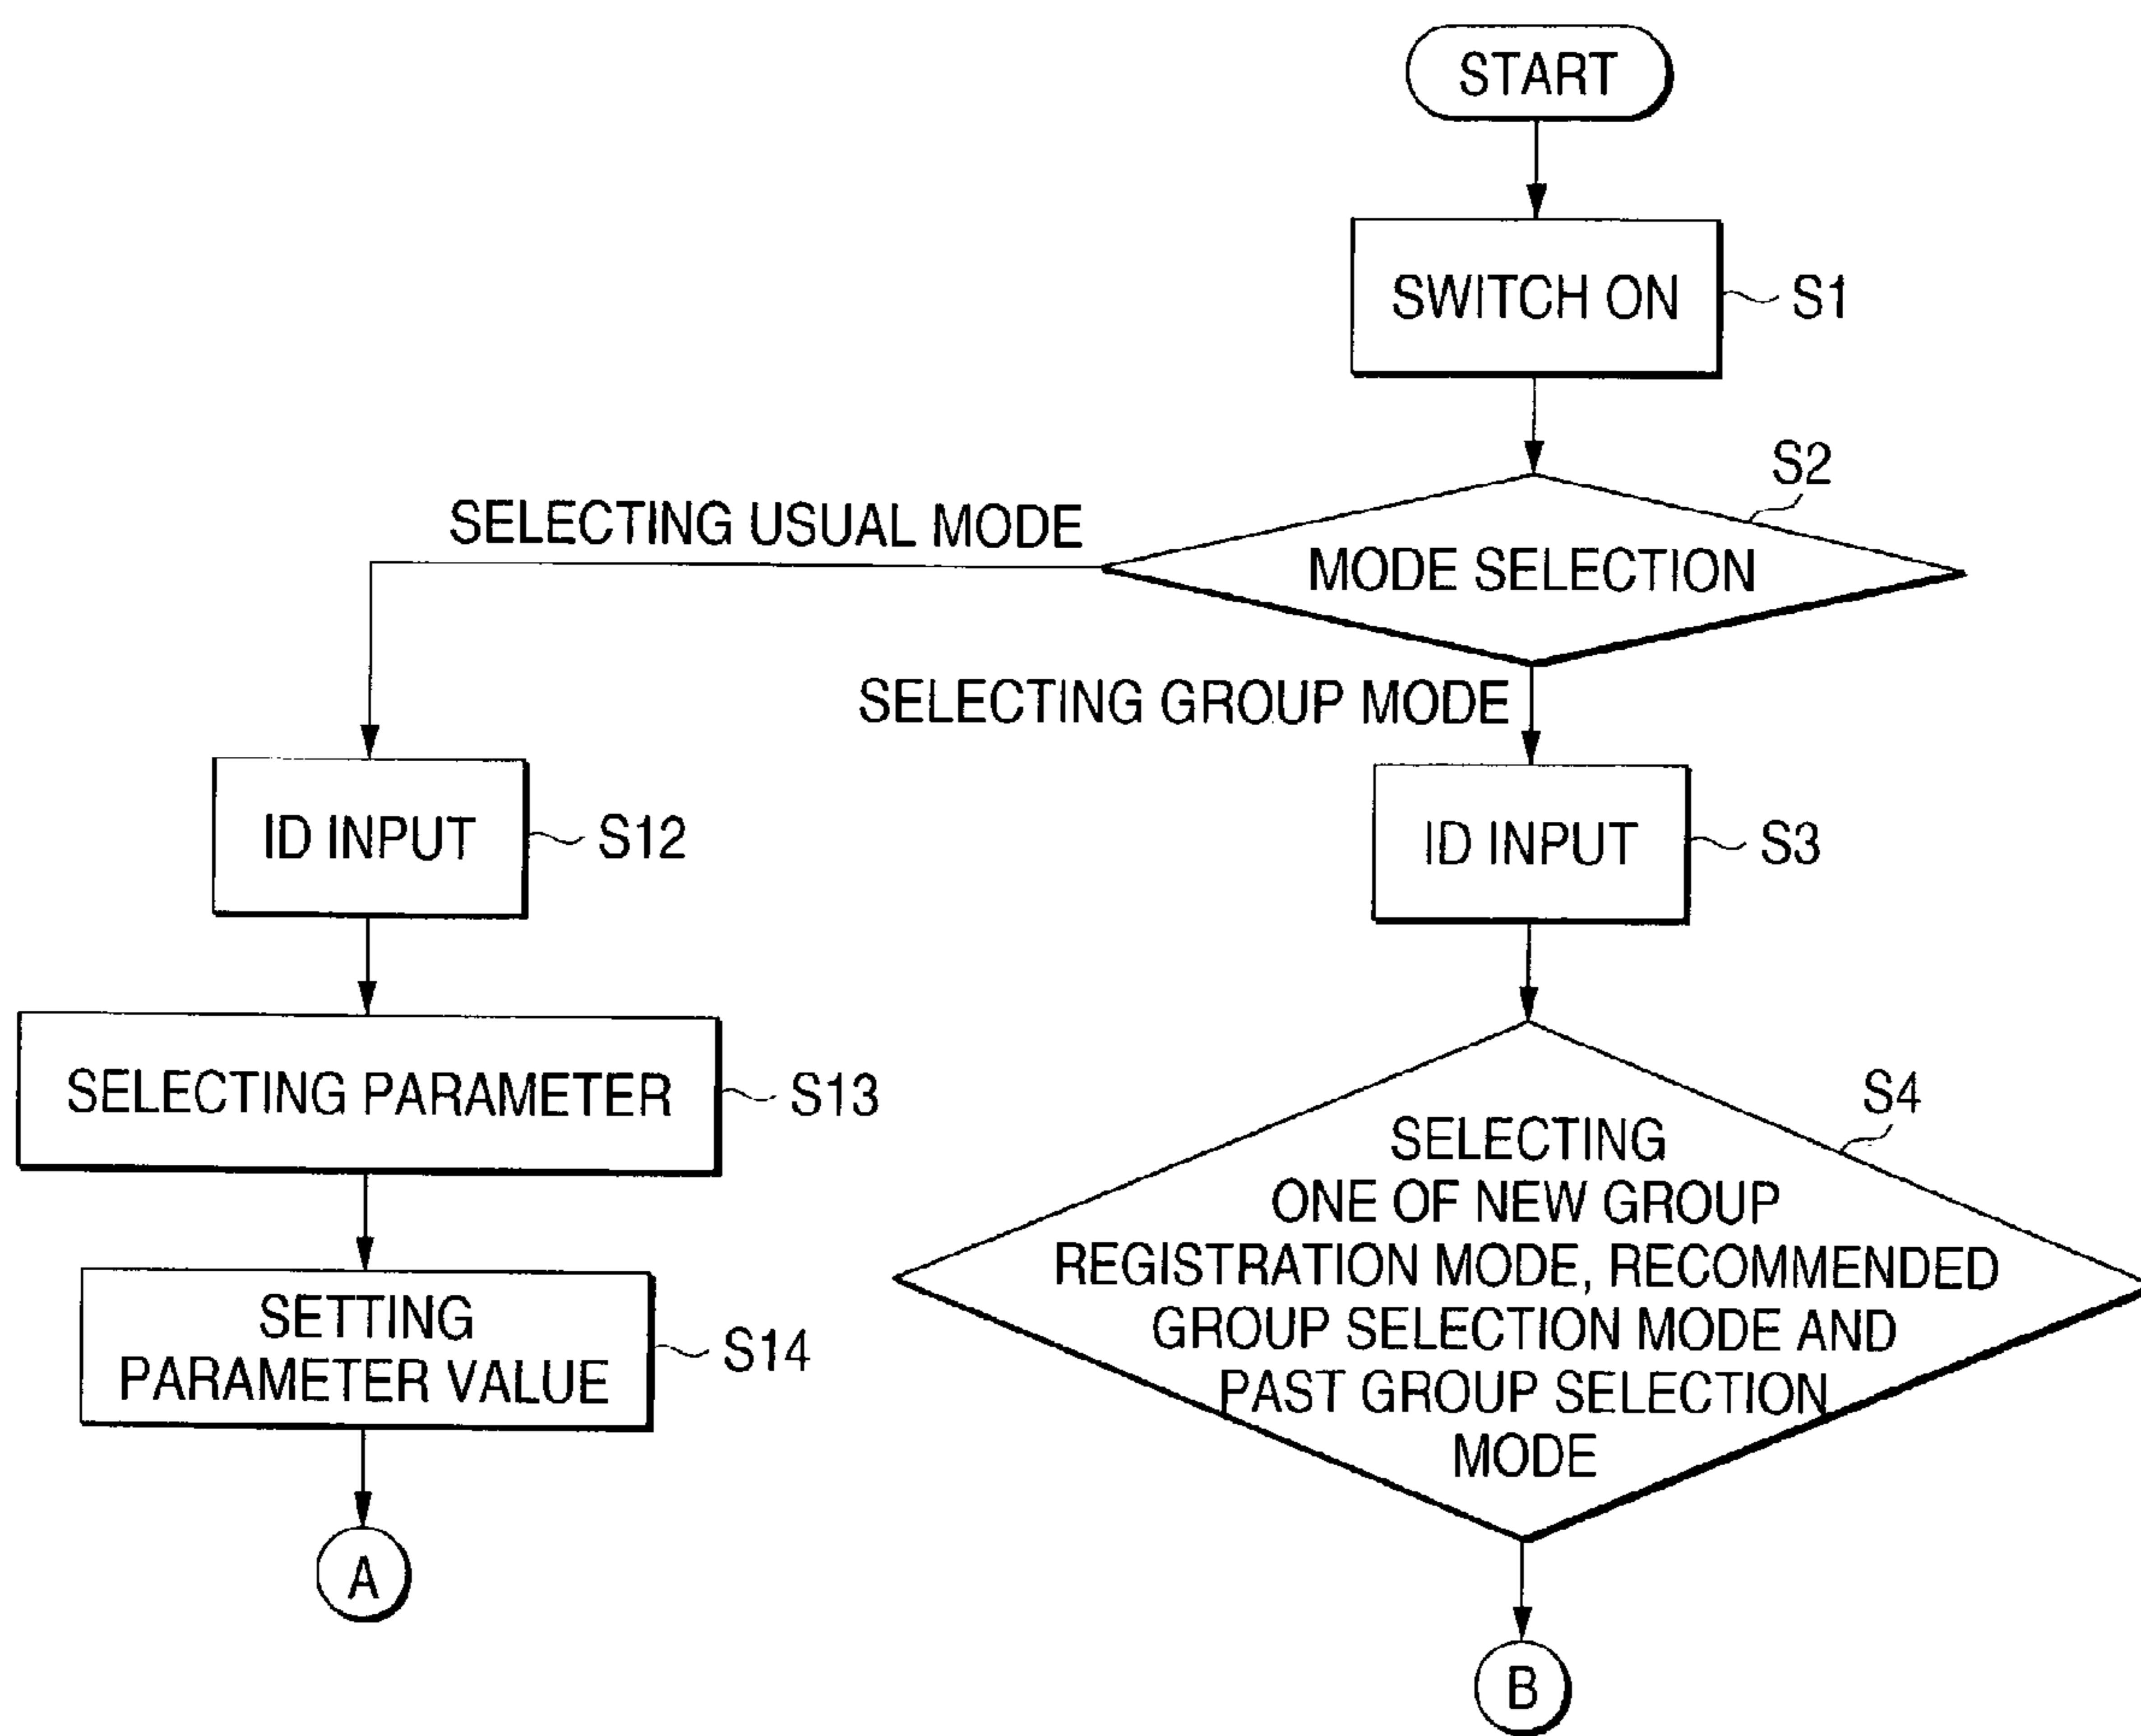 START
SWITCH ON
S1
S2
MODE SELECTION
SELECTING USUAL MODE
SELECTING GROUP MODE
ID INPUT
S12
ID INPUT
S3
SELECTING PARAMETER
S13
SETTING
PARAMETER VALUE
S14
A
S4
SELECTING
ONE OF NEW GROUP
REGISTRATION MODE, RECOMMENDED
GROUP SELECTION MODE AND
PAST GROUP SELECTION
MODE
B